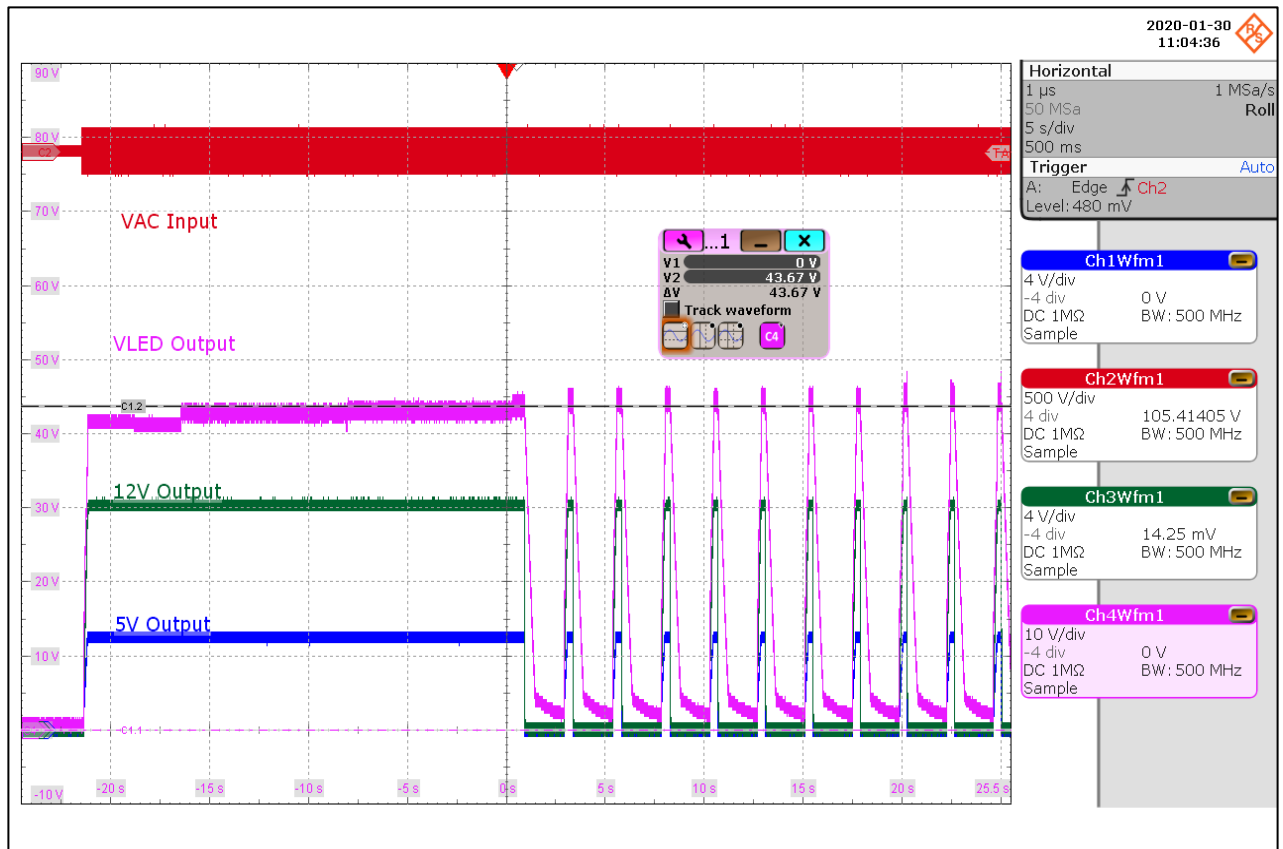 2020-01-30
11:04:36
90 V
80 V
C2
TA
70 V
VAC Input
60 V
VLED Output
50 V
C1.2
40 V
12V Output
30 V
20 V
5V Output
10 V
C1.1
-10 V
-20 s
-15 s
-10 s
-5 s
0 s
5 s
10 s
15 s
20 s
25.5 s
...1
V1 0 V
V2 43.67 V
ΔV 43.67 V
Track waveform
C4
Horizontal
1 µs 1 MSa/s
50 MSa Roll
5 s/div
500 ms
Trigger Auto
A: Edge Ch2
Level: 480 mV
Ch1Wfm1
4 V/div
-4 div 0 V
DC 1MΩ BW: 500 MHz
Sample
Ch2Wfm1
500 V/div
4 div 105.41405 V
DC 1MΩ BW: 500 MHz
Sample
Ch3Wfm1
4 V/div
-4 div 14.25 mV
DC 1MΩ BW: 500 MHz
Sample
Ch4Wfm1
10 V/div
-4 div 0 V
DC 1MΩ BW: 500 MHz
Sample